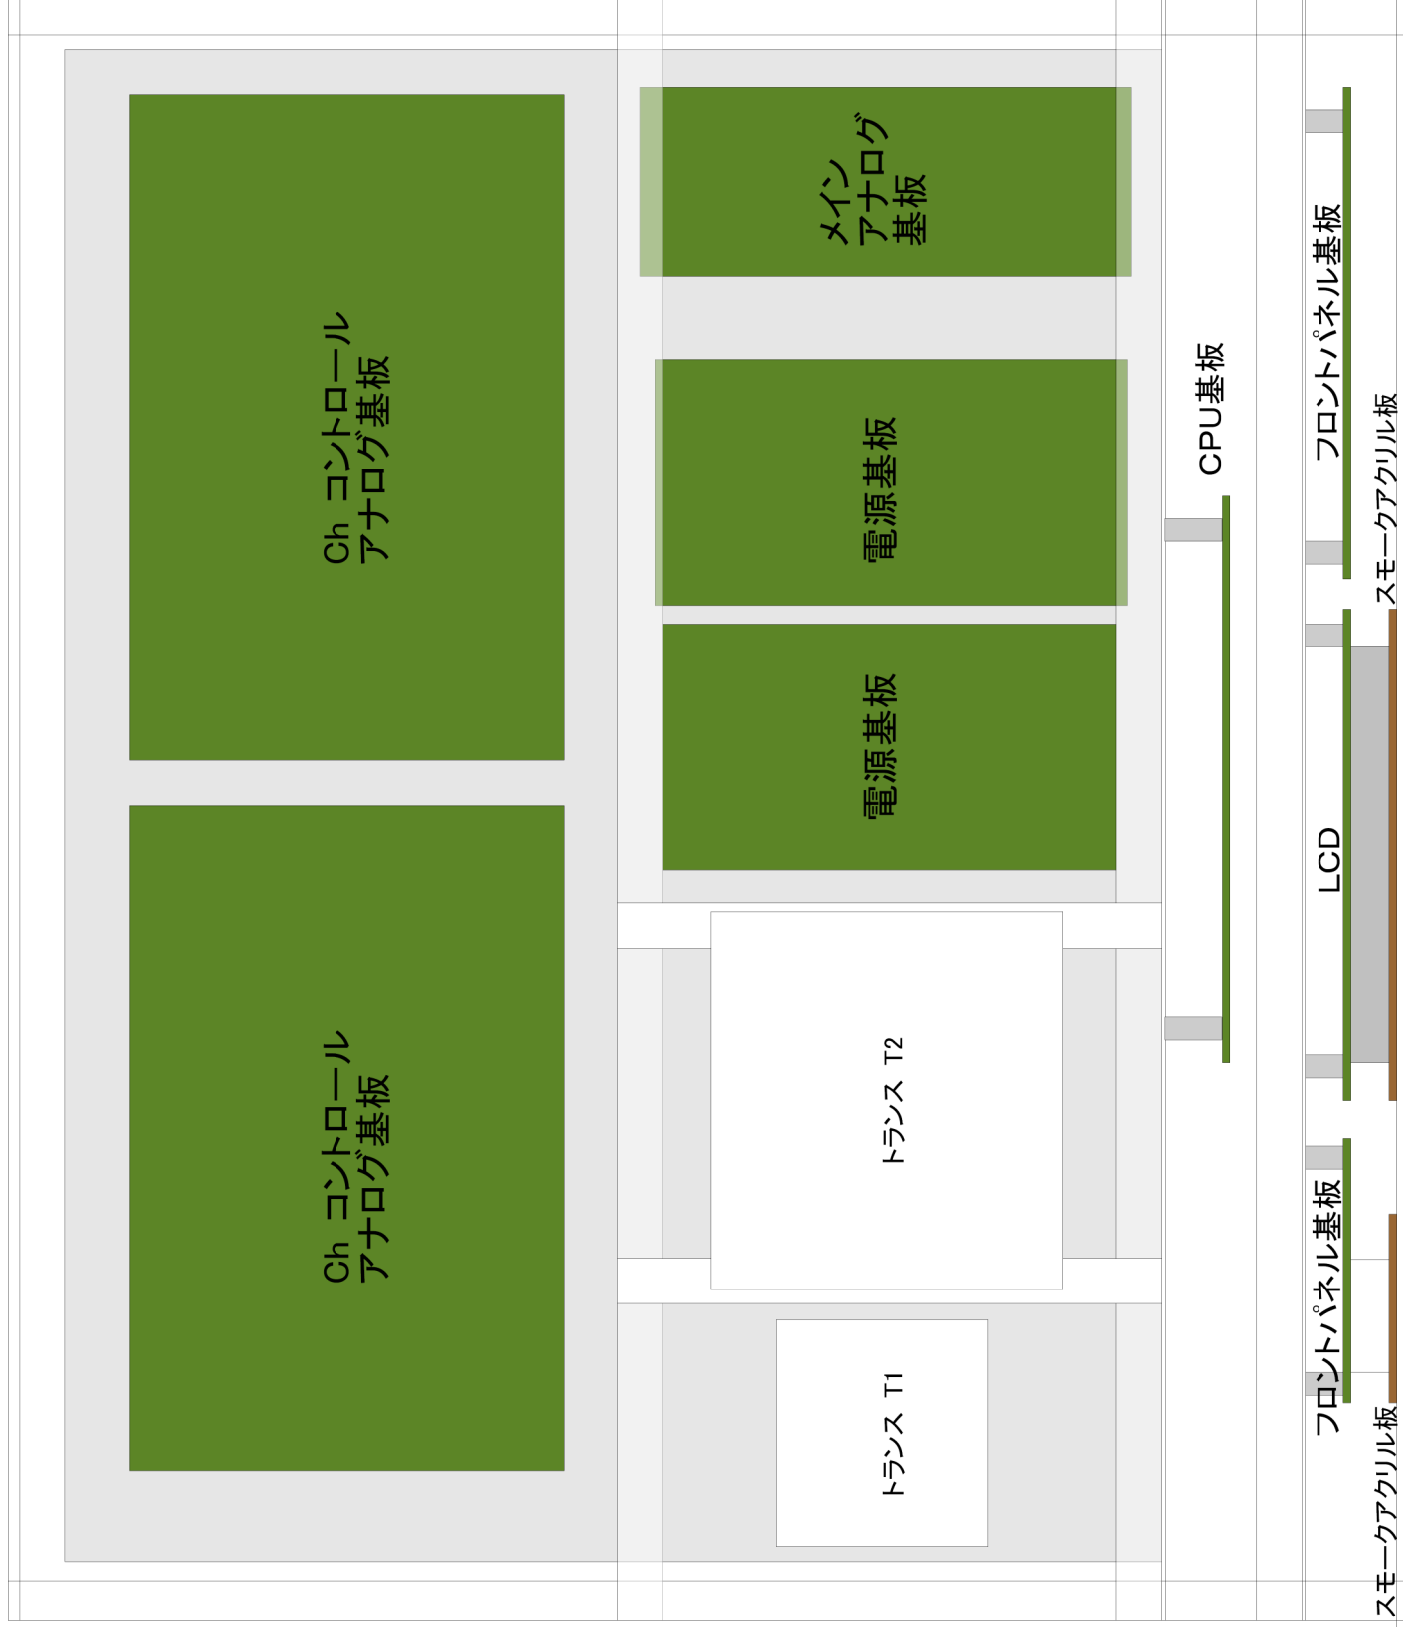 Ch コントロール
アナログ基板
Ch コントロール
アナログ基板
トランス T1
トランス T2
電源基板
電源基板
メイン
アナログ
基板
CPU基板
フロントパネル基板
LCD
フロントパネル基板
スモークアクリル板
スモークアクリル板